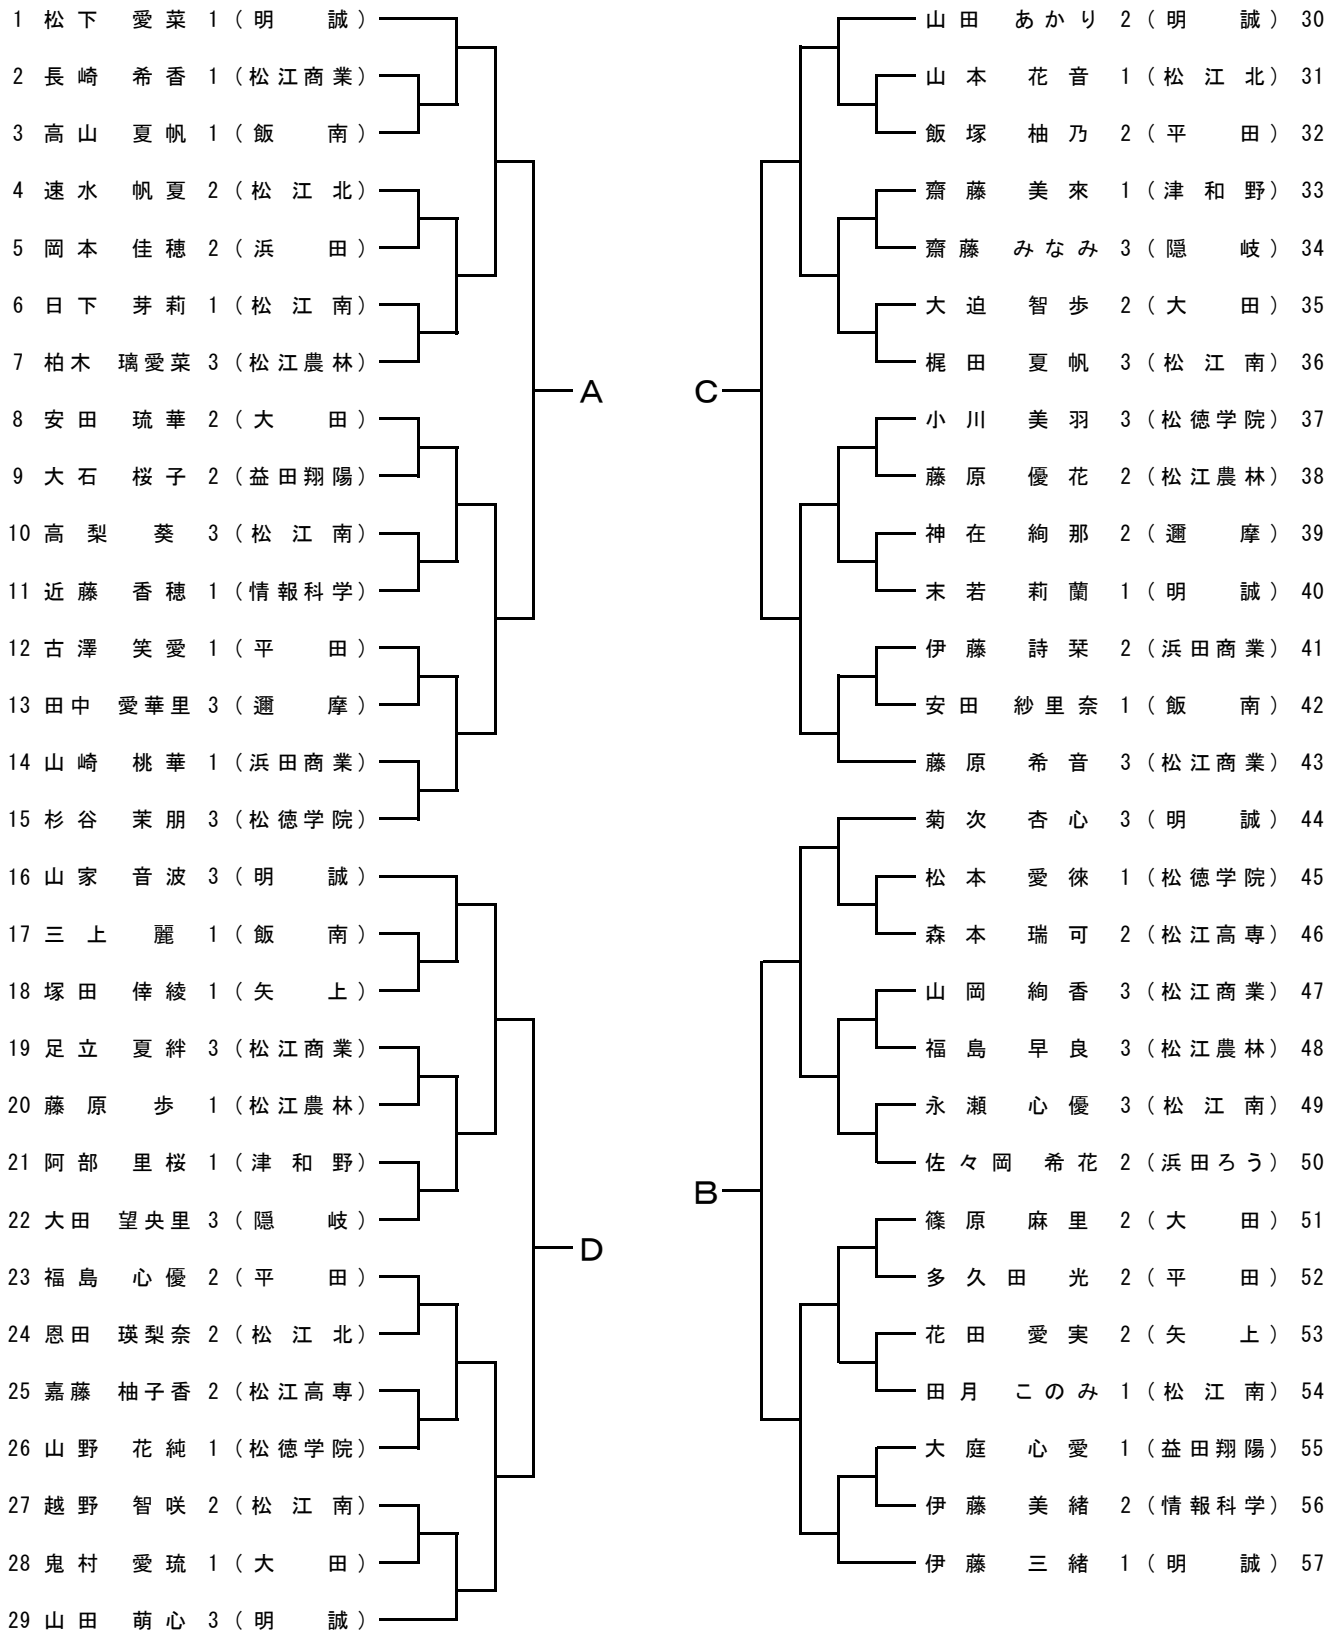 1 松下 愛菜 1 (明 誠)
2 長崎 希香 1 (松江商業)
3 高山 夏帆 1 (飯 南)
4 速水 帆夏 2 (松 江 北)
5 岡本 佳穂 2 (浜 田)
6 日下 芽莉 1 (松 江 南)
7 柏木 璃愛菜 3 (松江農林)
A
8 安田 琉華 2 (大 田)
9 大石 桜子 2 (益田翔陽)
10 高梨 葵 3 (松 江 南)
11 近藤 香穂 1 (情報科学)
12 古澤 笑愛 1 (平 田)
13 田中 愛華里 3 (邇 摩)
14 山崎 桃華 1 (浜田商業)
15 杉谷 茉朋 3 (松徳学院)
16 山家 音波 3 (明 誠)
17 三上 麗 1 (飯 南)
18 塚田 倖綾 1 (矢 上)
19 足立 夏絆 3 (松江商業)
20 藤原 歩 1 (松江農林)
21 阿部 里桜 1 (津 和 野)
22 大田 望央里 3 (隠 岐)
D
23 福島 心優 2 (平 田)
24 恩田 瑛梨奈 2 (松 江 北)
25 嘉藤 柚子香 2 (松江高専)
26 山野 花純 1 (松徳学院)
27 越野 智咲 2 (松 江 南)
28 鬼村 愛琉 1 (大 田)
29 山田 萌心 3 (明 誠)
山田 あかり 2 (明 誠) 30
山本 花音 1 (松 江 北) 31
飯塚 柚乃 2 (平 田) 32
齋藤 美來 1 (津 和 野) 33
齋藤 みなみ 3 (隠 岐) 34
大迫 智歩 2 (大 田) 35
梶田 夏帆 3 (松 江 南) 36
C
小川 美羽 3 (松徳学院) 37
藤原 優花 2 (松江農林) 38
神在 絢那 2 (邇 摩) 39
末若 莉蘭 1 (明 誠) 40
伊藤 詩栞 2 (浜田商業) 41
安田 紗里奈 1 (飯 南) 42
藤原 希音 3 (松江商業) 43
菊次 杏心 3 (明 誠) 44
松本 愛徠 1 (松徳学院) 45
森本 瑞可 2 (松江高専) 46
山岡 絢香 3 (松江商業) 47
福島 早良 3 (松江農林) 48
永瀬 心優 3 (松 江 南) 49
佐々岡 希花 2 (浜田ろう) 50
B
篠原 麻里 2 (大 田) 51
多久田 光 2 (平 田) 52
花田 愛実 2 (矢 上) 53
田月 このみ 1 (松 江 南) 54
大庭 心愛 1 (益田翔陽) 55
伊藤 美緒 2 (情報科学) 56
伊藤 三緒 1 (明 誠) 57